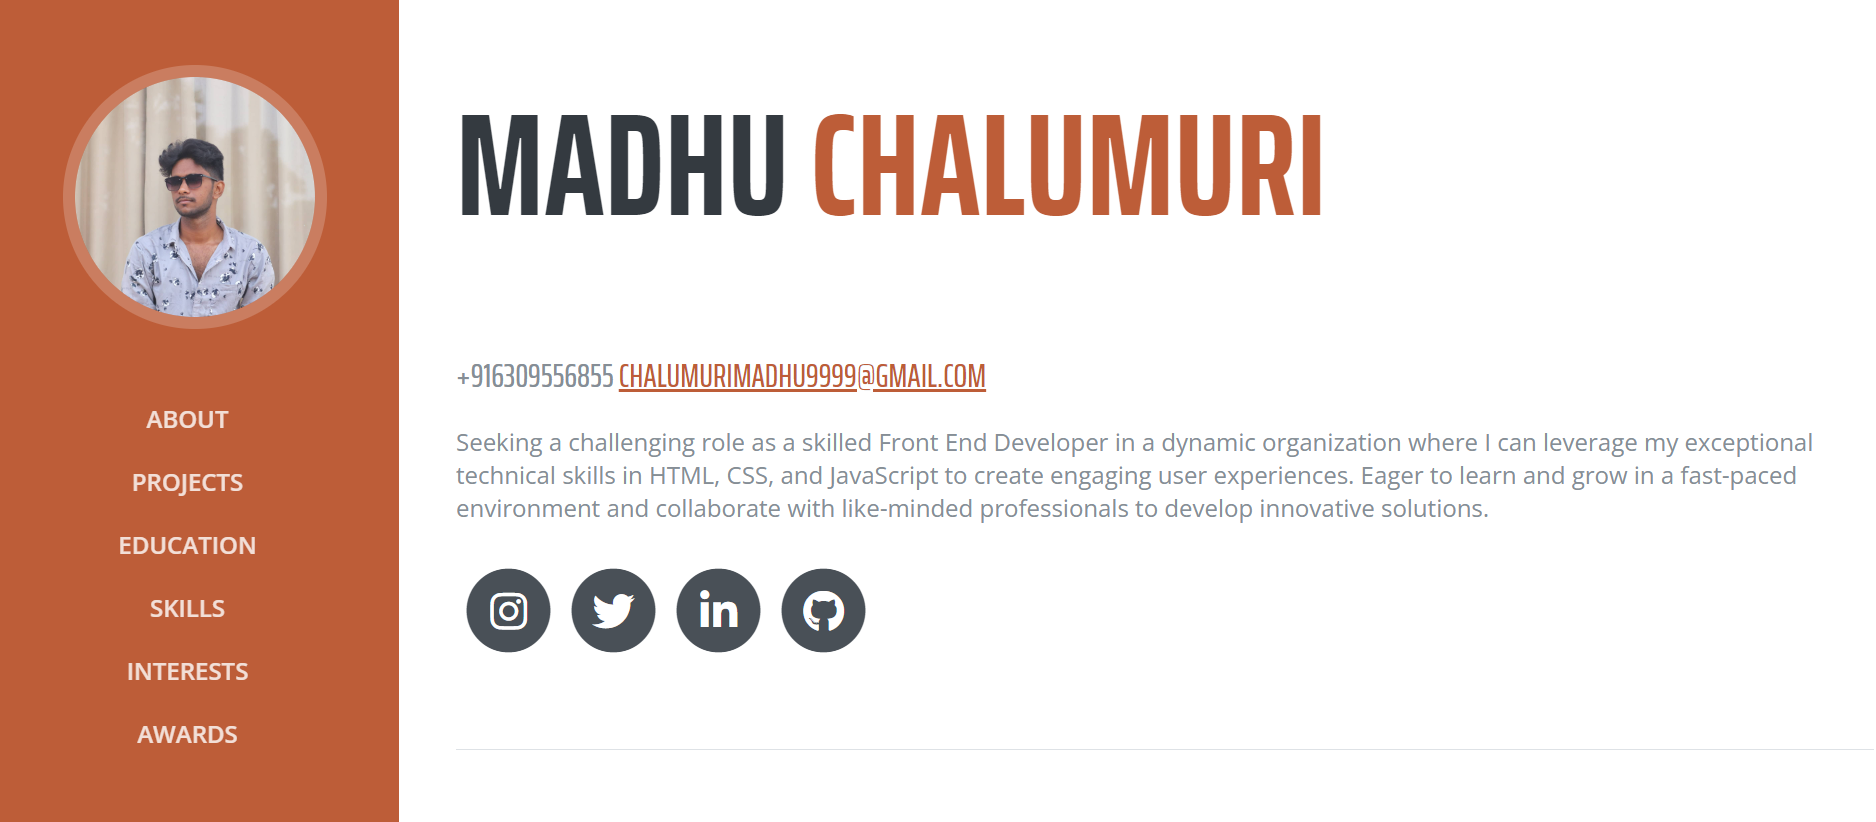 MADHU CHALUMURI
+916309556855 CHALUMURIMADHU9999@GMAIL.COM
Seeking a challenging role as a skilled Front End Developer in a dynamic organization where I can leverage my exceptional
technical skills in HTML, CSS, and JavaScript to create engaging user experiences. Eager to learn and grow in a fast-paced
environment and collaborate with like-minded professionals to develop innovative solutions.
in
ABOUT
PROJECTS
EDUCATION
SKILLS
INTERESTS
AWARDS